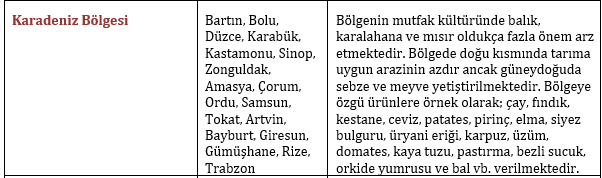 Karadeniz Bölgesi
Bartın, Bolu,
Düzce, Karabük,
Kastamonu, Sinop,
Zonguldak,
Amasya, Çorum,
Ordu, Samsun,
Tokat, Artvin,
Bayburt, Giresun,
Gümüşhane, Rize,
Trabzon
Bölgenin mutfak kültüründe balık,
karalahana ve mısır oldukça fazla önem arz
etmektedir. Bölgede doğu kısmında tarıma
uygun arazinin azdır ancak güneydoğuda
sebze ve meyve yetiştirilmektedir. Bölgeye
özgü ürünlere örnek olarak; çay, fındık,
kestane, ceviz, patates, pirinç, elma, siyez
bulguru, üryani eriği, karpuz, üzüm,
domates, kaya tuzu, pastırma, bezli sucuk,
orkide yumrusu ve bal vb. verilmektedir.